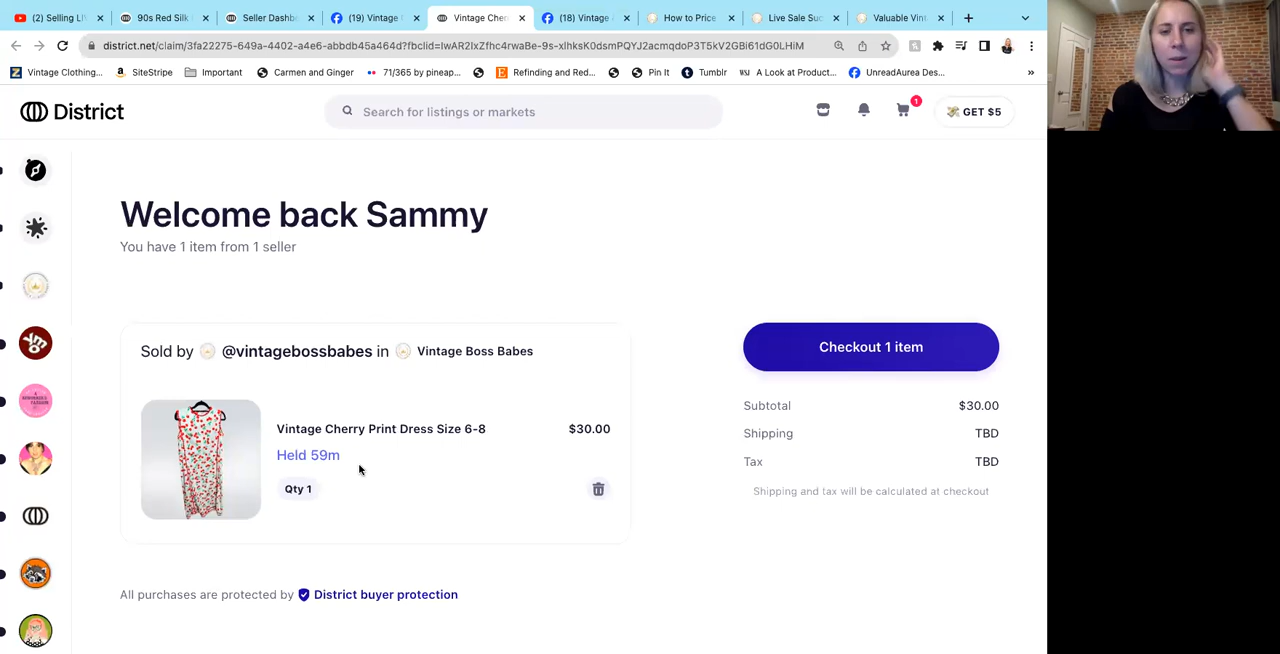 (2) Selling LIV
90s Red Silk
Seller Dashb
(19) Vintage
Vintage Cher
(18) Vintage
How to Price
Live Sale Suc
Valuable Vint
district.net/claim/3fa22275-649a-4402-a4e6-abbdb45a464d?fbclid=IwAR2IxZfhc4rwaBe-9s-xlhksK0dsmPQYJ2acmqdoP3T5kV2GBi61dG0LHiM
Vintage Clothing...
SiteStripe
Important
Carmen and Ginger
71/365 by pineap...
Refinding and Red...
Pin It
Tumblr
WSJ A Look at Product...
UnreadAurea Des...
District
Search for listings or markets
1
GET $5
Welcome back Sammy
You have 1 item from 1 seller
Sold by @vintagebossbabes in Vintage Boss Babes
Vintage Cherry Print Dress Size 6-8 $30.00
Held 59m
Qty 1
Checkout 1 item
Subtotal $30.00
Shipping TBD
Tax TBD
Shipping and tax will be calculated at checkout
All purchases are protected by District buyer protection